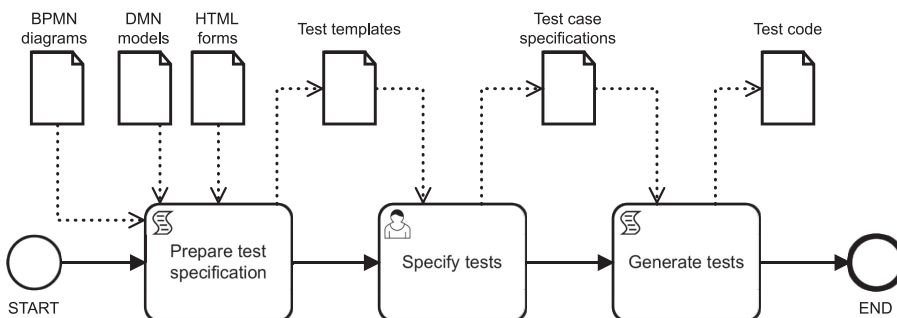 BPMN
diagrams
DMN
models
HTML
forms
Test templates
Test case
specifications
Test code
Prepare test
specification
Specify tests
Generate tests
START
END